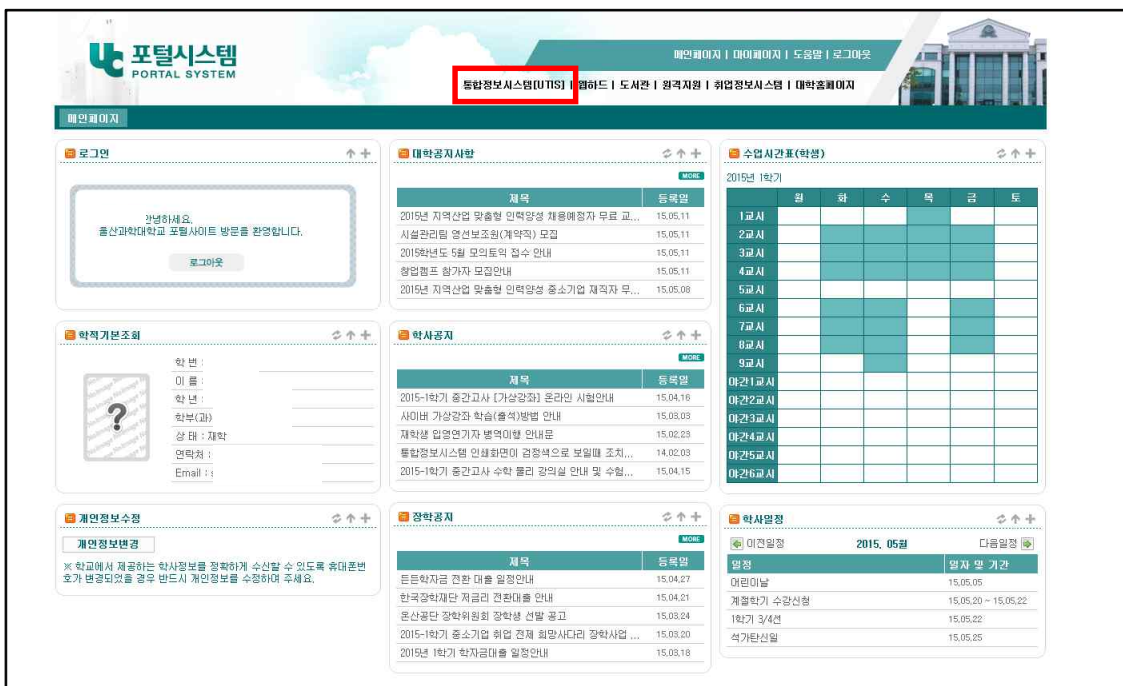 Uc 포털시스템
PORTAL SYSTEM
메인페이지 | 마이페이지 | 도움말 | 로그아웃
통합정보시스템[UTIS] | 웹하드 | 도서관 | 원격지원 | 취업정보시스템 | 대학홈페이지
메인페이지
로그인
안녕하세요.
울산과학대학교 포털사이트 방문을 환영합니다.
로그아웃
대학공지사항
MORE
제목 등록일
2015년 지역산업 맞춤형 인력양성 채용예정자 무료 교... 15.05.11
시설관리팀 영선보조원(계약직) 모집 15.05.11
2015학년도 5월 모의토익 접수 안내 15.05.11
창업캠프 참가자 모집안내 15.05.11
2015년 지역산업 맞춤형 인력양성 중소기업 재직자 무... 15.05.08
수업시간표(학생)
2015년 1학기
월 화 수 목 금 토
1교시
2교시
3교시
4교시
5교시
6교시
7교시
8교시
9교시
야간1교시
야간2교시
야간3교시
야간4교시
야간5교시
야간6교시
학적기본조회
?
학 번 :
이 름 :
학 년 :
학부(과)
상 태 : 재학
연락처 :
Email : s
학사공지
MORE
제목 등록일
2015-1학기 중간고사 [가상강좌] 온라인 시험안내 15.04.16
사이버 가상강좌 학습(출석)방법 안내 15.03.03
재학생 입영연기자 병역이행 안내문 15.02.23
통합정보시스템 인쇄화면이 검정색으로 보일때 조치... 14.02.03
2015-1학기 중간고사 수학 물리 강의실 안내 및 수험... 15.04.15
개인정보수정
개인정보변경
※ 학교에서 제공하는 학사정보를 정확하게 수신할 수 있도록 휴대폰번
호가 변경되었을 경우 반드시 개인정보를 수정하여 주세요.
장학공지
MORE
제목 등록일
든든학자금 전환 대출 일정안내 15.04.27
한국장학재단 저금리 전환대출 안내 15.04.21
온산공단 장학위원회 장학생 선발 공고 15.03.24
2015-1학기 중소기업 취업 전제 희망사다리 장학사업 ... 15.03.20
2015년 1학기 학자금대출 일정안내 15.03.18
학사일정
이전일정 2015. 05월 다음일정
일정 일자 및 기간
어린이날 15.05.05
계절학기 수강신청 15.05.20 ~ 15.05.22
1학기 3/4선 15.05.22
석가탄신일 15.05.25